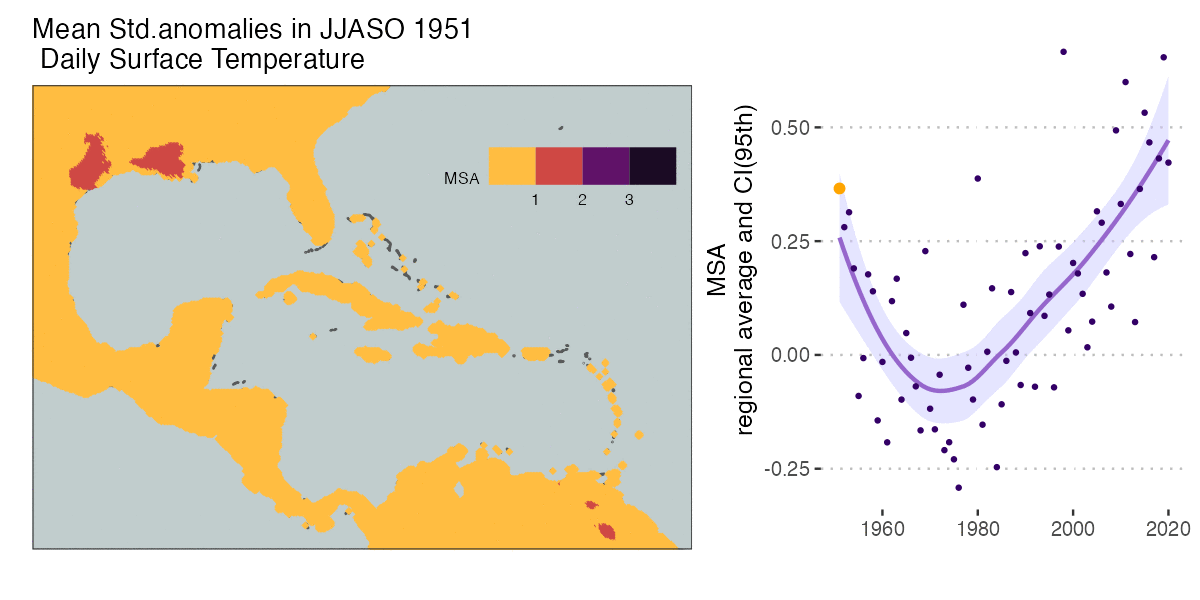 Mean Std.anomalies in JJASO 1951
Daily Surface Temperature
MSA
1 2 3
MSA
regional average and CI(95th)
0.50
0.25
0.00
-0.25
1960 1980 2000 2020